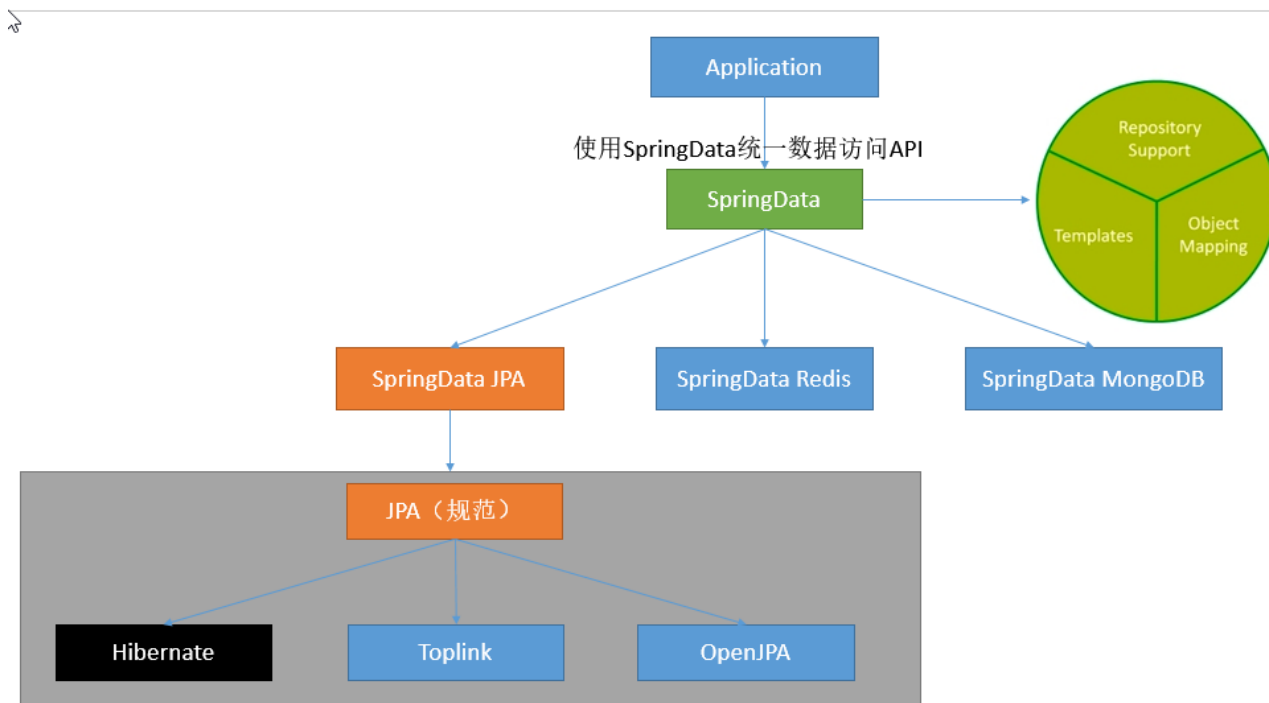 Application
使用SpringData统一数据访问API
Repository
Support
SpringData
Templates
Object
Mapping
SpringData JPA
SpringData Redis
SpringData MongoDB
JPA（规范）
Hibernate
Toplink
OpenJPA